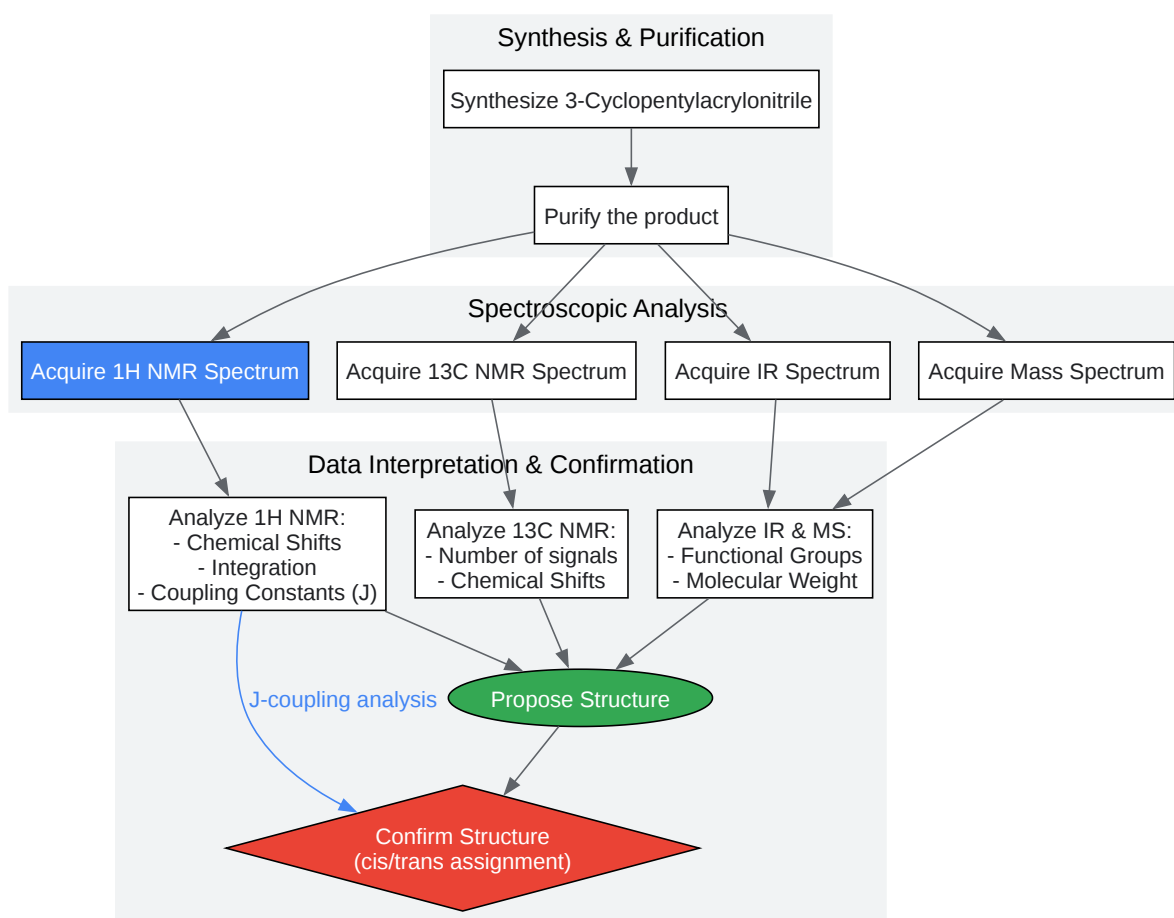 Synthesis & Purification
Synthesize 3-Cyclopentylacrylonitrile
Purify the product
Spectroscopic Analysis
Acquire 1H NMR Spectrum
Acquire 13C NMR Spectrum
Acquire IR Spectrum
Acquire Mass Spectrum
Data Interpretation & Confirmation
Analyze 1H NMR:
- Chemical Shifts
- Integration
- Coupling Constants (J)
Analyze 13C NMR:
- Number of signals
- Chemical Shifts
Analyze IR & MS:
- Functional Groups
- Molecular Weight
J-coupling analysis
Propose Structure
Confirm Structure
(cis/trans assignment)